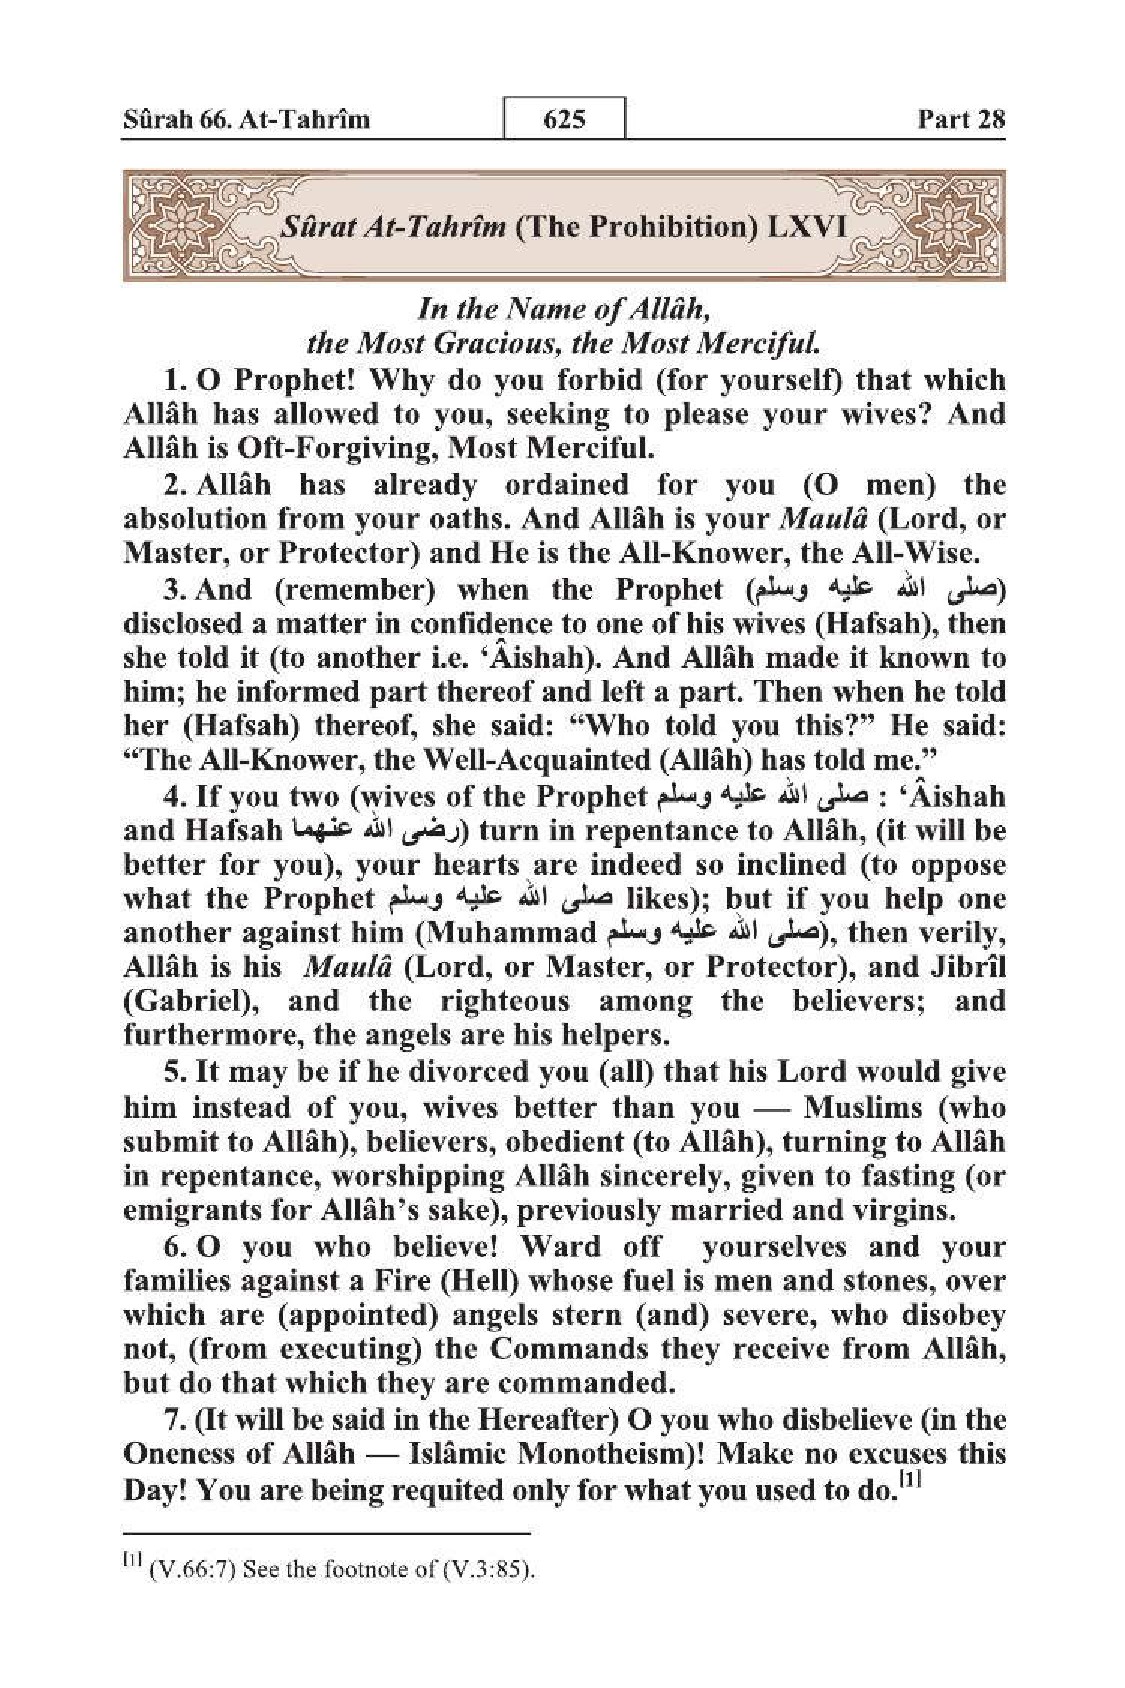 Sûrah 66. At-Tahrîm 625 Part 28
Sûrat At-Tahrîm (The Prohibition) LXVI
In the Name of Allâh,
the Most Gracious, the Most Merciful.
1. O Prophet! Why do you forbid (for yourself) that which
Allâh has allowed to you, seeking to please your wives? And
Allâh is Oft-Forgiving, Most Merciful.
2. Allâh has already ordained for you (O men) the
absolution from your oaths. And Allâh is your Maulâ (Lord, or
Master, or Protector) and He is the All-Knower, the All-Wise.
3. And (remember) when the Prophet (صلى الله عليه وسلم)
disclosed a matter in confidence to one of his wives (Hafsah), then
she told it (to another i.e. ‘Âishah). And Allâh made it known to
him; he informed part thereof and left a part. Then when he told
her (Hafsah) thereof, she said: “Who told you this?” He said:
“The All-Knower, the Well-Acquainted (Allâh) has told me.”
4. If you two (wives of the Prophet صلى الله عليه وسلم : ‘Âishah
and Hafsah رضى الله عنهما) turn in repentance to Allâh, (it will be
better for you), your hearts are indeed so inclined (to oppose
what the Prophet صلى الله عليه وسلم likes); but if you help one
another against him (Muhammad صلى الله عليه وسلم), then verily,
Allâh is his Maulâ (Lord, or Master, or Protector), and Jibrîl
(Gabriel), and the righteous among the believers; and
furthermore, the angels are his helpers.
5. It may be if he divorced you (all) that his Lord would give
him instead of you, wives better than you — Muslims (who
submit to Allâh), believers, obedient (to Allâh), turning to Allâh
in repentance, worshipping Allâh sincerely, given to fasting (or
emigrants for Allâh’s sake), previously married and virgins.
6. O you who believe! Ward off yourselves and your
families against a Fire (Hell) whose fuel is men and stones, over
which are (appointed) angels stern (and) severe, who disobey
not, (from executing) the Commands they receive from Allâh,
but do that which they are commanded.
7. (It will be said in the Hereafter) O you who disbelieve (in the
Oneness of Allâh — Islâmic Monotheism)! Make no excuses this
Day! You are being requited only for what you used to do.[1]
[1] (V.66:7) See the footnote of (V.3:85).